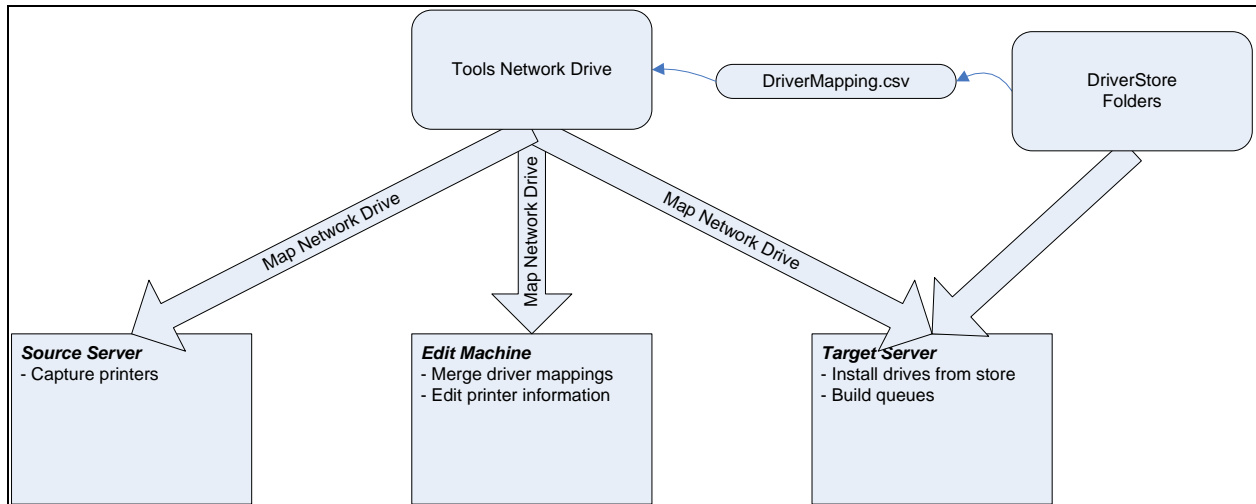 Tools Network Drive
DriverMapping.csv
DriverStore
Folders
Map Network Drive
Map Network Drive
Map Network Drive
Source Server
- Capture printers
Edit Machine
- Merge driver mappings
- Edit printer information
Target Server
- Install drives from store
- Build queues